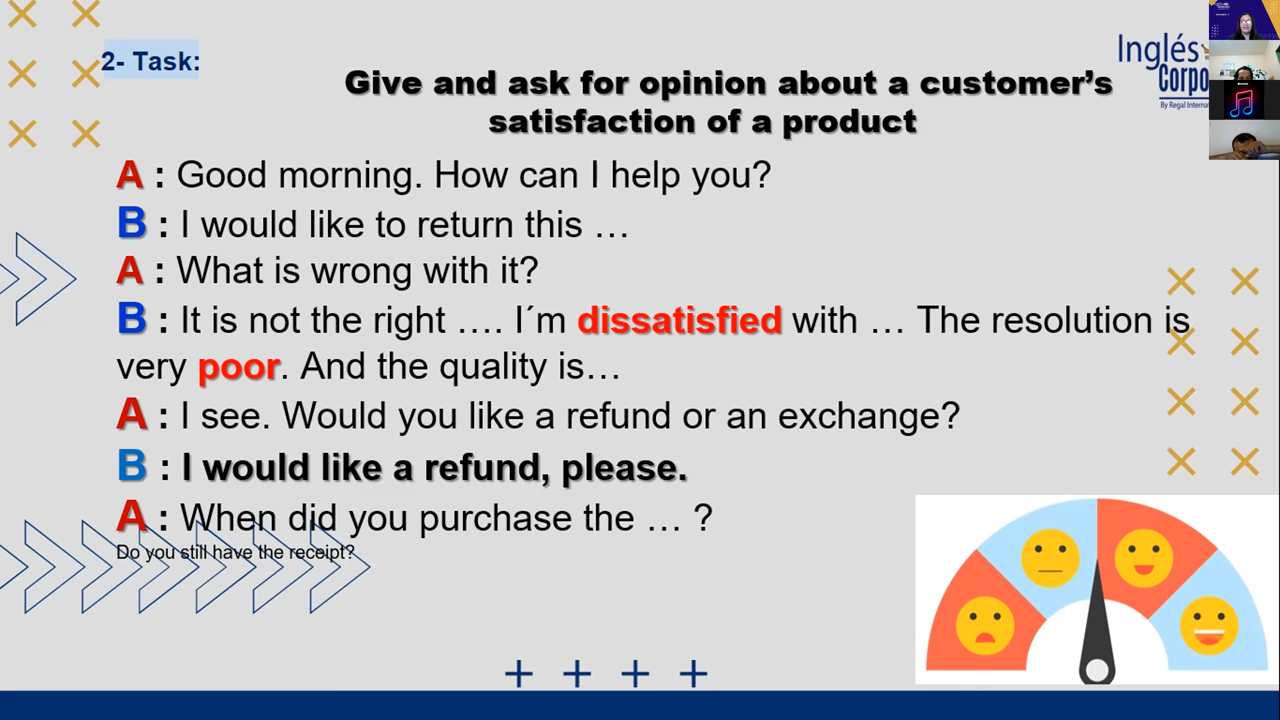 2- Task:
Give and ask for opinion about a customer’s
satisfaction of a product
Inglés
Corpo
By Regal Internat
A : Good morning. How can I help you?
B : I would like to return this …
A : What is wrong with it?
B : It is not the right …. I´m dissatisfied with … The resolution is
very poor. And the quality is…
A : I see. Would you like a refund or an exchange?
B : I would like a refund, please.
A : When did you purchase the … ?
Do you still have the receipt?